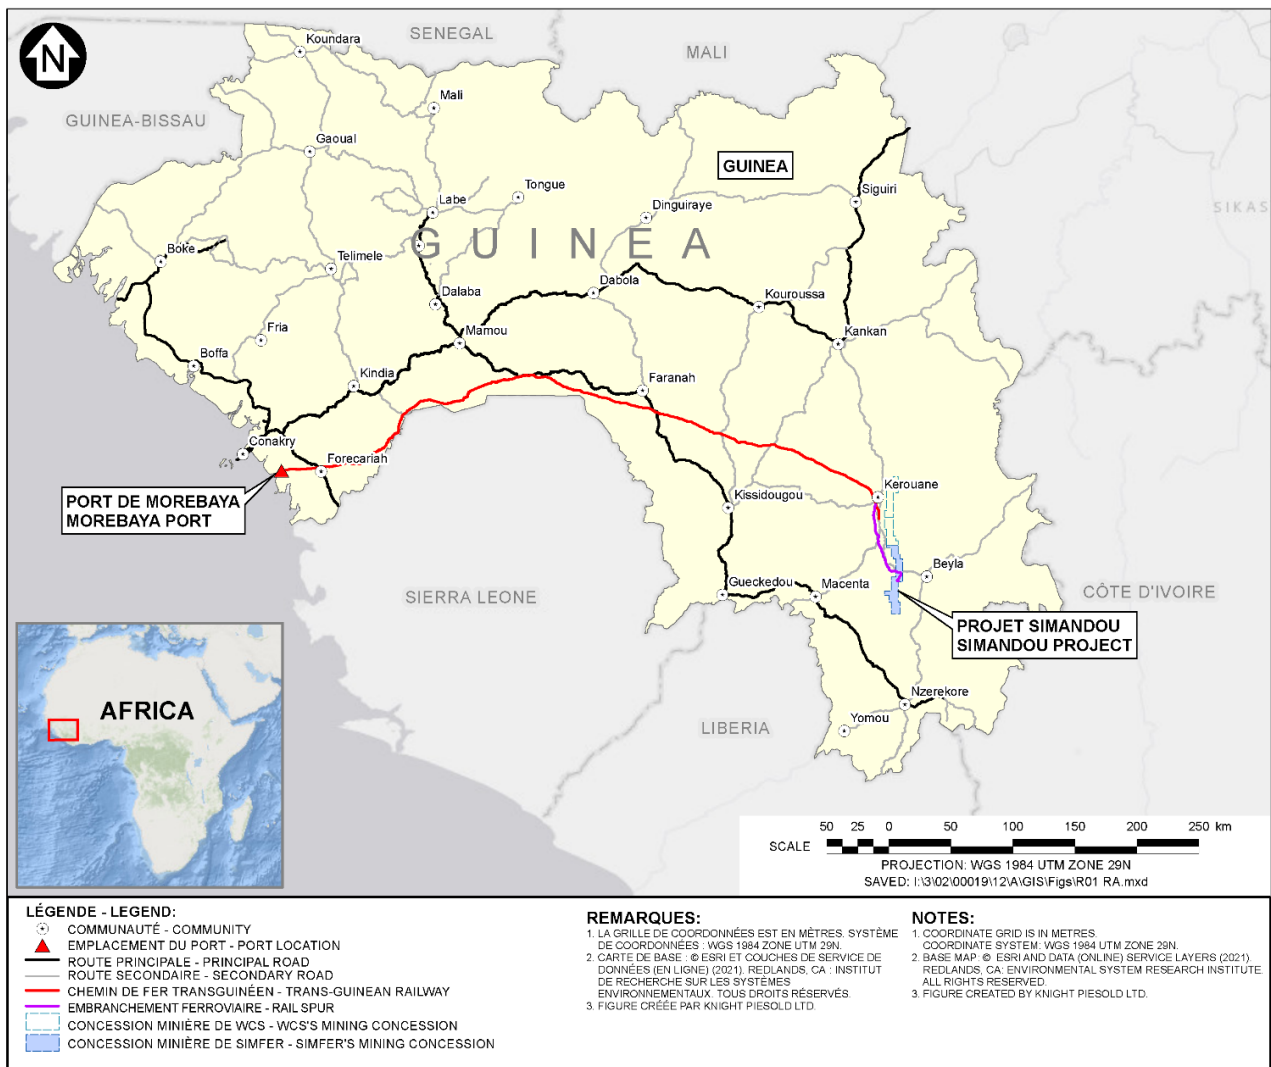 N
SENEGAL
MALI
GUINEA-BISSAU
Koundara
Mali
Gaoual
GUINEA
Tongue
Siguiri
Labe
Dinguiraye
SIKAS
GUINEA
Boke
Telimele
Dalaba
Dabola
Kouroussa
Fria
Mamou
Kankan
Boffa
Kindia
Faranah
Conakry
Forecariah
PORT DE MOREBAYA
MOREBAYA PORT
Kissidougou
Kerouane
Beyla
Gueckedou
Macenta
CÔTE D'IVOIRE
SIERRA LEONE
PROJET SIMANDOU
SIMANDOU PROJECT
Nzerekore
LIBERIA
Yomou
AFRICA
50 25 0 50 100 150 200 250 km
SCALE
PROJECTION: WGS 1984 UTM ZONE 29N
SAVED: I:\3\02\00019\12\A\GIS\Figs\R01 RA.mxd
LÉGENDE - LEGEND:
COMMUNAUTÉ - COMMUNITY
EMPLACEMENT DU PORT - PORT LOCATION
ROUTE PRINCIPALE - PRINCIPAL ROAD
ROUTE SECONDAIRE - SECONDARY ROAD
CHEMIN DE FER TRANSGUINÉEN - TRANS-GUINEAN RAILWAY
EMBRANCHEMENT FERROVIAIRE - RAIL SPUR
CONCESSION MINIÈRE DE WCS - WCS'S MINING CONCESSION
CONCESSION MINIÈRE DE SIMFER - SIMFER'S MINING CONCESSION
REMARQUES:
1. LA GRILLE DE COORDONNÉES EST EN MÈTRES. SYSTÈME
DE COORDONNÉES : WGS 1984 ZONE UTM 29N.
2. CARTE DE BASE : © ESRI ET COUCHES DE SERVICE DE
DONNÉES (EN LIGNE) (2021). REDLANDS, CA : INSTITUT
DE RECHERCHE SUR LES SYSTÈMES
ENVIRONNEMENTAUX. TOUS DROITS RÉSERVÉS.
3. FIGURE CRÉÉE PAR KNIGHT PIESOLD LTD.
NOTES:
1. COORDINATE GRID IS IN METRES.
COORDINATE SYSTEM: WGS 1984 UTM ZONE 29N.
2. BASE MAP: © ESRI AND DATA (ONLINE) SERVICE LAYERS (2021).
REDLANDS, CA: ENVIRONMENTAL SYSTEM RESEARCH INSTITUTE.
ALL RIGHTS RESERVED.
3. FIGURE CREATED BY KNIGHT PIESOLD LTD.